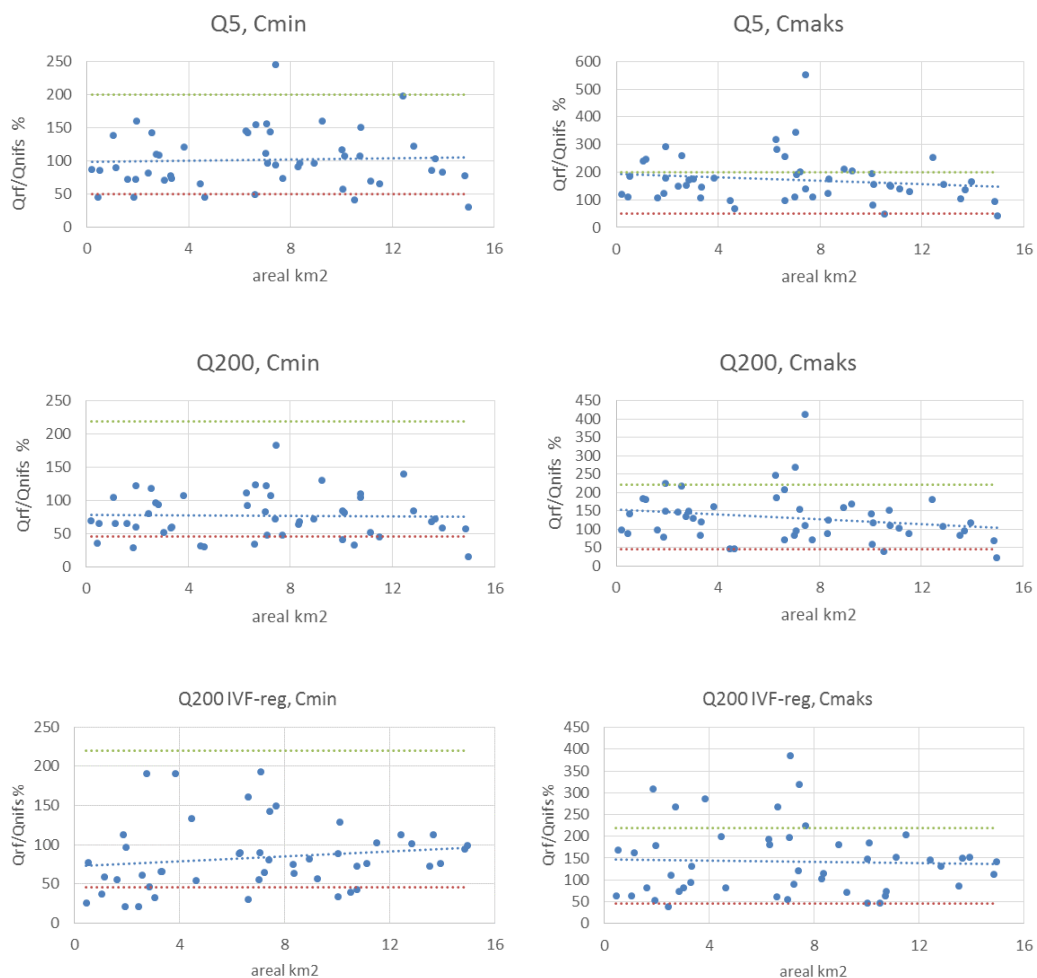 Q5, Cmin
250
200
150
100
50
0
0 4 8 12 16
Qrf/Qnifs %
areal km2
Q5, Cmaks
600
500
400
300
200
100
0
0 4 8 12 16
Qrf/Qnifs %
areal km2
Q200, Cmin
250
200
150
100
50
0
0 4 8 12 16
Qrf/Qnifs %
areal km2
Q200, Cmaks
450
400
350
300
250
200
150
100
50
0
0 4 8 12 16
Qrf/Qnifs %
areal km2
Q200 IVF-reg, Cmin
250
200
150
100
50
0
0 4 8 12 16
Qrf/Qnifs%
areal km2
Q200 IVF-reg, Cmaks
450
400
350
300
250
200
150
100
50
0
0 4 8 12 16
Qrf/Qnifs%
areal km2